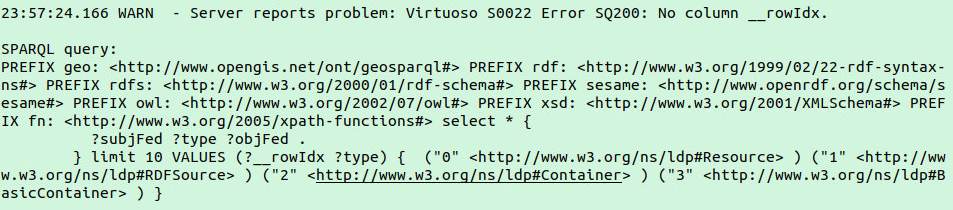 23:57:24.166 WARN  - Server reports problem: Virtuoso S0022 Error SQ200: No column __rowIdx.
SPARQL query:
PREFIX geo: <http://www.opengis.net/ont/geosparql#> PREFIX rdf: <http://www.w3.org/1999/02/22-rdf-syntax-
ns#> PREFIX rdfs: <http://www.w3.org/2000/01/rdf-schema#> PREFIX sesame: <http://www.openrdf.org/schema/s
esame#> PREFIX owl: <http://www.w3.org/2002/07/owl#> PREFIX xsd: <http://www.w3.org/2001/XMLSchema#> PREF
IX fn: <http://www.w3.org/2005/xpath-functions#> select * {
?subjFed ?type ?objFed .
} limit 10 VALUES (?__rowIdx ?type) {  ("0" <http://www.w3.org/ns/ldp#Resource> ) ("1" <http://ww
w.w3.org/ns/ldp#RDFSource> ) ("2" <http://www.w3.org/ns/ldp#Container> ) ("3" <http://www.w3.org/ns/ldp#B
asicContainer> ) }